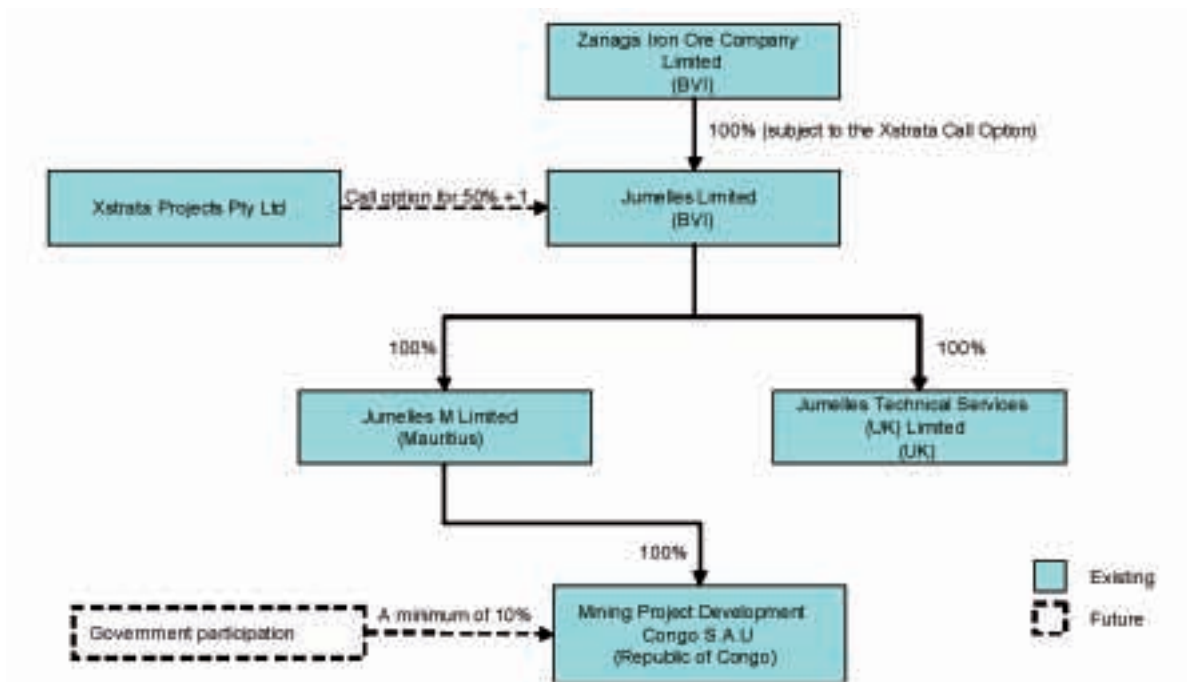 Zanaga Iron Ore Company
Limited
(BVI)
100% (subject to the Xstrata Call Option)
Xstrata Projects Pty Ltd
Call option for 50% + 1
Jumelles Limited
(BVI)
100%
100%
Jumelles M Limited
(Mauritius)
Jumelles Technical Services
(UK) Limited
(UK)
100%
Government participation
A minimum of 10%
Mining Project Development
Congo S.A.U
(Republic of Congo)
Existing
Future